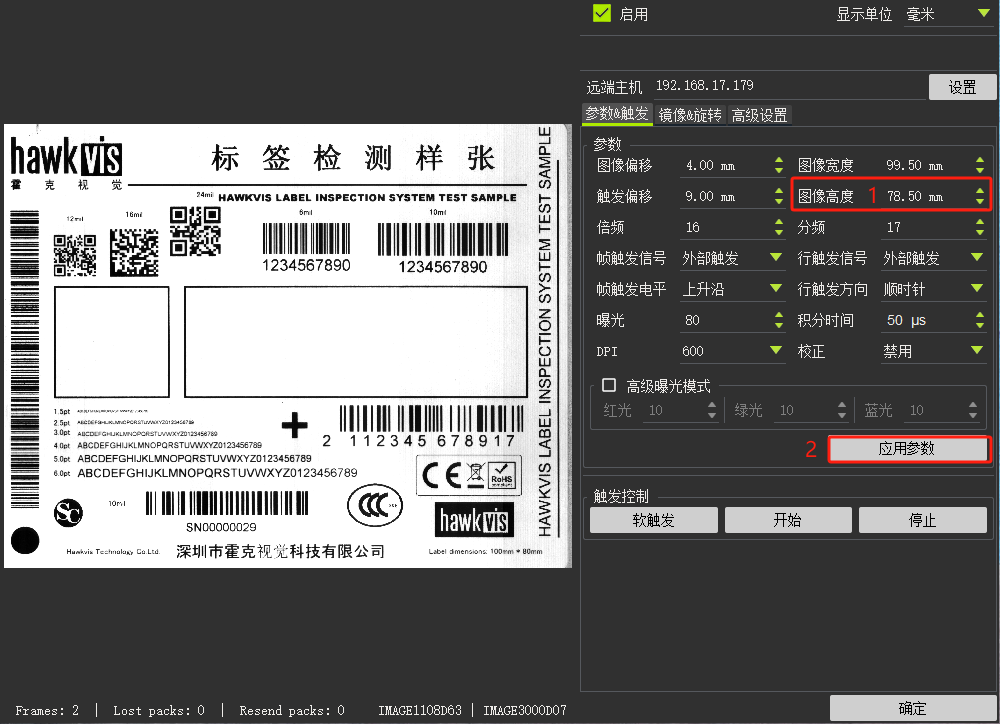 启用
显示单位 毫米
远端主机 192.168.17.179 设置
参数&触发 镜像&旋转 高级设置
参数
图像偏移 4.00 mm 图像宽度 99.50 mm
触发偏移 9.00 mm 图像高度 1 78.50 mm
倍频 16 分频 17
帧触发信号 外部触发 行触发信号 外部触发
帧触发电平 上升沿 行触发方向 顺时针
曝光 80 积分时间 50 μs
DPI 600 校正 禁用
高级曝光模式
红光 10 绿光 10 蓝光 10
2 应用参数
触发控制
软触发 开始 停止
确定
hawkvis
霍克视觉
标签检测样张
HAWKVIS LABEL INSPECTION SYSTEM TEST SAMPLE
24mil
12mil
16mil
6mil
10mil
1234567890
1234567890
HAWKVIS LABEL INSPECTION SYSTEM TEST SAMPLE
HAWKVIS LABEL INSPECTION SYSTEM TEST SAMPLE
1.5pt
2.5pt ABCDEFGHIJKLMNOPQRSTUVWXYZ0123456789
3.0pt ABCDEFGHIJKLMNOPQRSTUVWXYZ0123456789
4.0pt ABCDEFGHIJKLMNOPQRSTUVWXYZ0123456789
5.0pt ABCDEFGHIJKLMNOPQRSTUVWXYZ0123456789
6.0pt ABCDEFGHIJKLMNOPQRSTUVWXYZ0123456789
2 112345 678917
CE
RoHS
SC
10mil
SN00000029
CCC
hawkvis
Hawkvis Technology Co.Ltd.
深圳市霍克视觉科技有限公司
Label dimensions: 100mm * 80mm
Frames: 2 | Lost packs: 0 | Resend packs: 0 IMAGE1108D63 | IMAGE3000D07